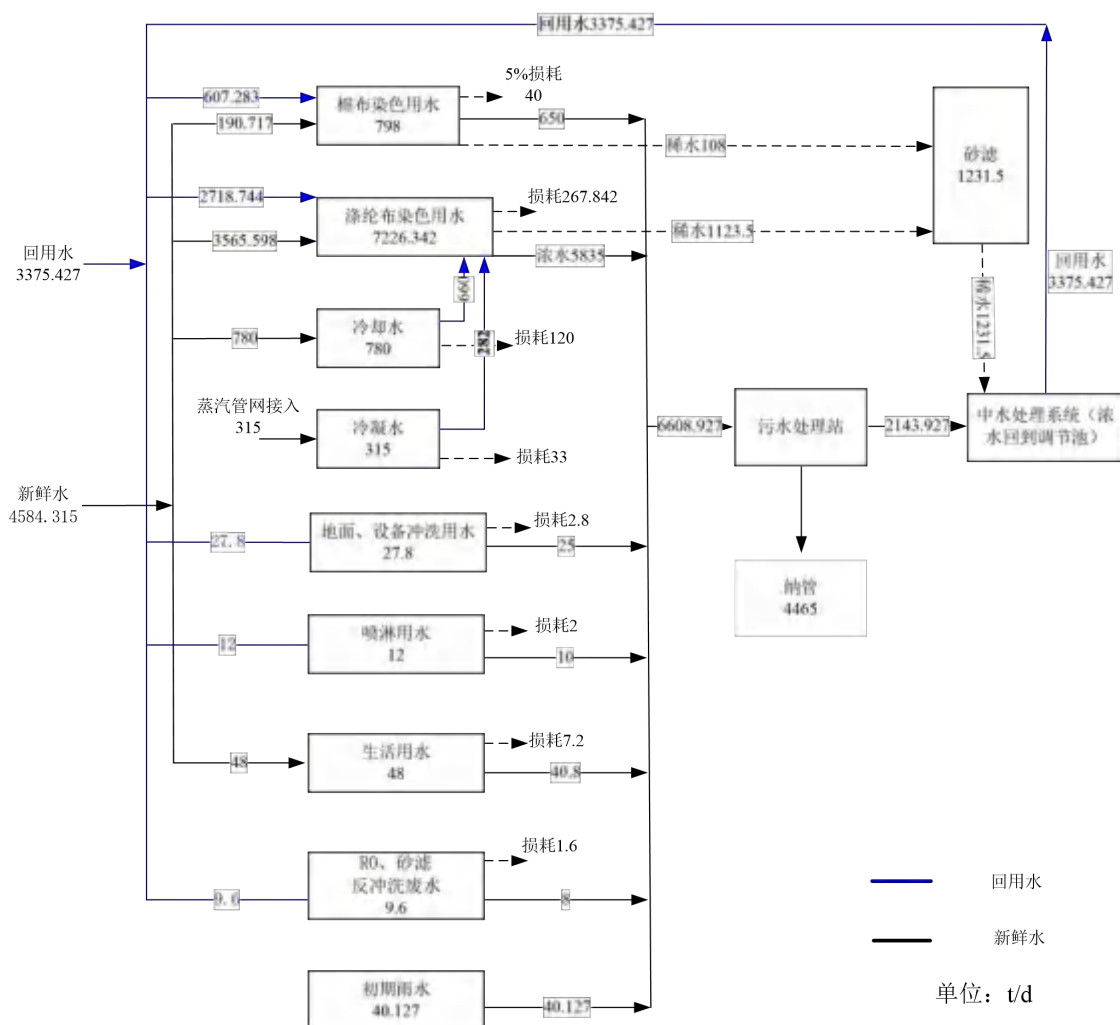 回用水3375.427
5%损耗
40
607.283
棉布染色用水
798
190.717
650
稀水108
砂滤
1231.5
2718.744
涤纶布染色用水
7226.342
损耗267.842
3565.598
稀水1123.5
浓水5835
回用水
3375.427
回用水
3375.427
660
稀水1231.5
冷却水
780
780
282
损耗120
蒸汽管网接入
315
冷凝水
315
损耗33
6608.927
污水处理站
2143.927
中水处理系统（浓
水回到调节池）
新鲜水
4584.315
27.8
地面、设备冲洗用水
27.8
损耗2.8
25
纳管
4465
12
喷淋用水
12
损耗2
10
48
生活用水
48
损耗7.2
40.8
9.6
RO、砂滤
反冲洗废水
9.6
损耗1.6
8
回用水
新鲜水
初期雨水
40.127
40.127
单位：t/d